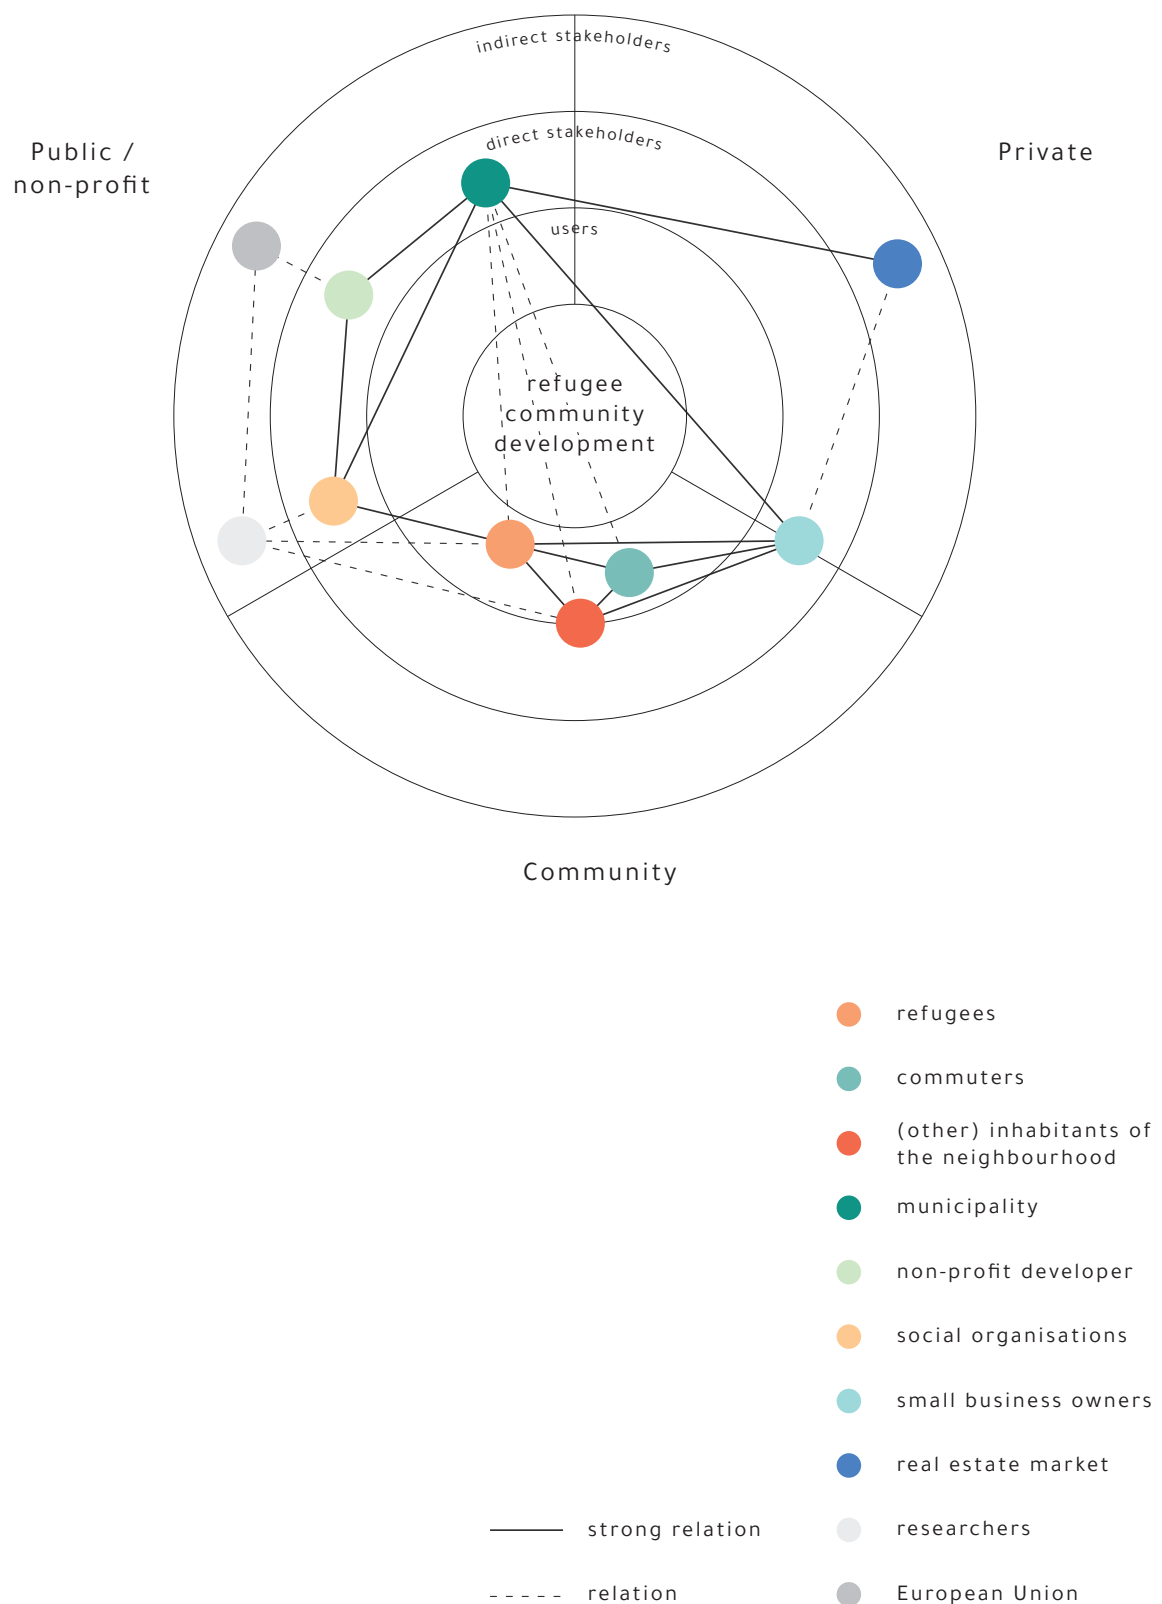 indirect stakeholders
direct stakeholders
Public /
non-profit
Private
users
refugee
community
development
Community
refugees
commuters
(other) inhabitants of
the neighbourhood
municipality
non-profit developer
social organisations
small business owners
real estate market
strong relation
researchers
relation
European Union